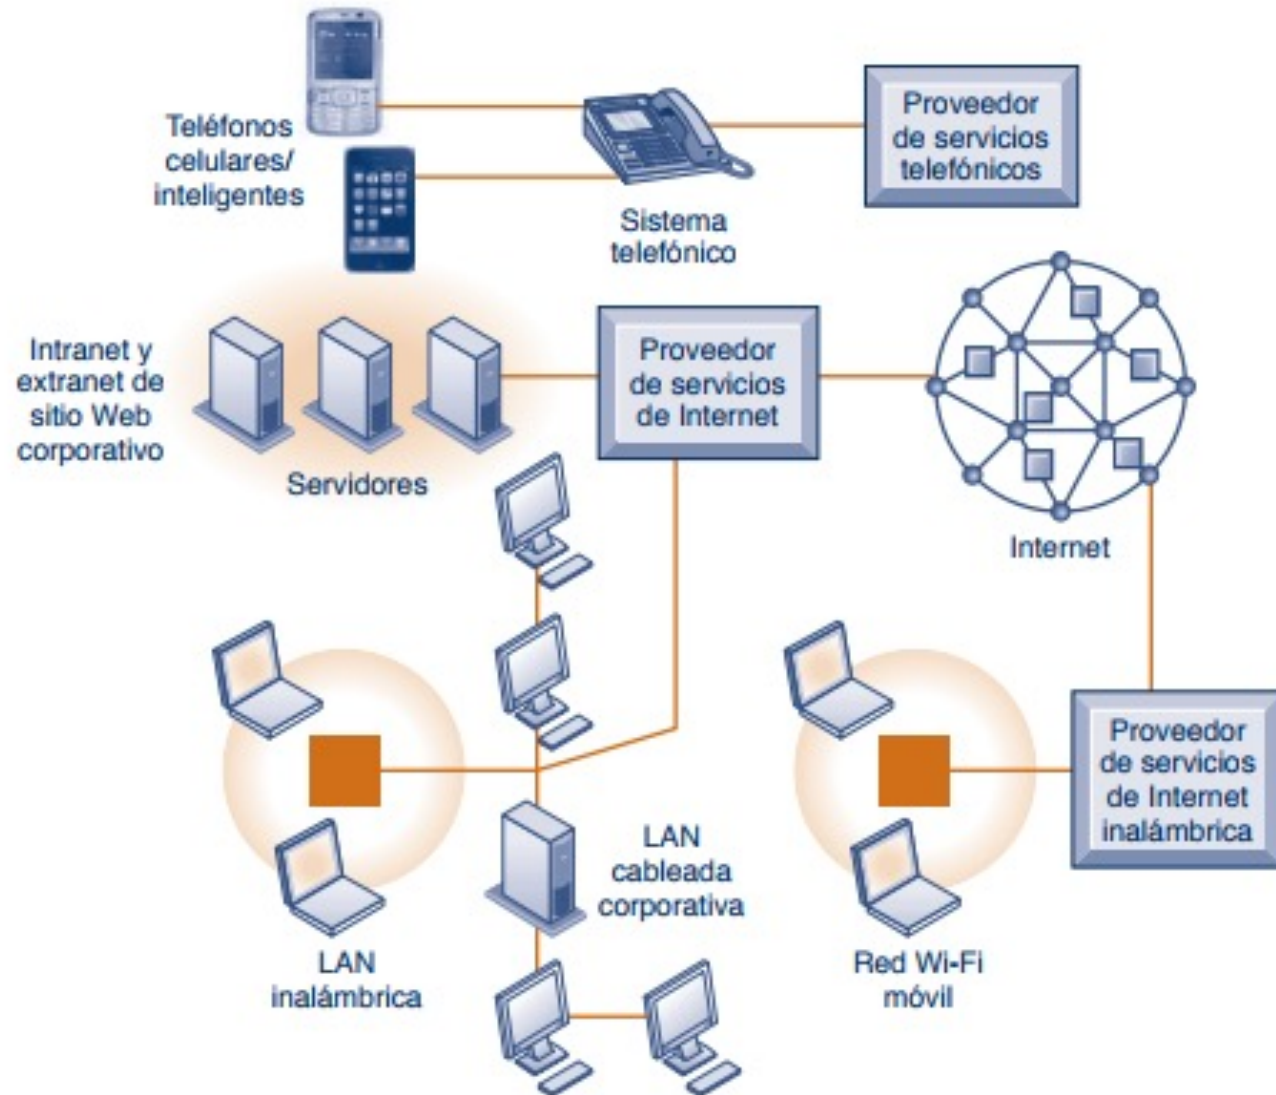 Teléfonos
celulares/
inteligentes
Sistema
telefónico
Proveedor
de servicios
telefónicos
Intranet y
extranet de
sitio Web
corporativo
Servidores
Proveedor
de servicios
de Internet
Internet
LAN
inalámbrica
LAN
cableada
corporativa
Red Wi-Fi
móvil
Proveedor
de servicios
de Internet
inalámbrica